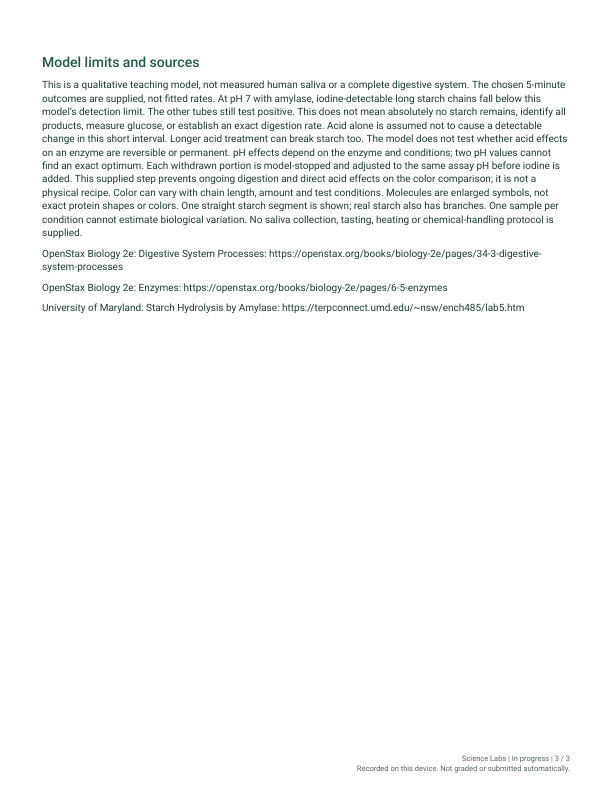 Model limits and sources
This is a qualitative teaching model, not measured human saliva or a complete digestive system. The chosen 5-minute
outcomes are supplied, not fitted rates. At pH 7 with amylase, iodine-detectable long starch chains fall below this
model's detection limit. The other tubes still test positive. This does not mean absolutely no starch remains, identify all
products, measure glucose, or establish an exact digestion rate. Acid alone is assumed not to cause a detectable
change in this short interval. Longer acid treatment can break starch too. The model does not test whether acid effects
on an enzyme are reversible or permanent. pH effects depend on the enzyme and conditions; two pH values cannot
find an exact optimum. Each withdrawn portion is model-stopped and adjusted to the same assay pH before iodine is
added. This supplied step prevents ongoing digestion and direct acid effects on the color comparison; it is not a
physical recipe. Color can vary with chain length, amount and test conditions. Molecules are enlarged symbols, not
exact protein shapes or colors. One straight starch segment is shown; real starch also has branches. One sample per
condition cannot estimate biological variation. No saliva collection, tasting, heating or chemical-handling protocol is
supplied.
OpenStax Biology 2e: Digestive System Processes: https://openstax.org/books/biology-2e/pages/34-3-digestive-
system-processes
OpenStax Biology 2e: Enzymes: https://openstax.org/books/biology-2e/pages/6-5-enzymes
University of Maryland: Starch Hydrolysis by Amylase: https://terpconnect.umd.edu/~nsw/ench485/lab5.htm
Science Labs | In progress | 3 / 3
Recorded on this device. Not graded or submitted automatically.